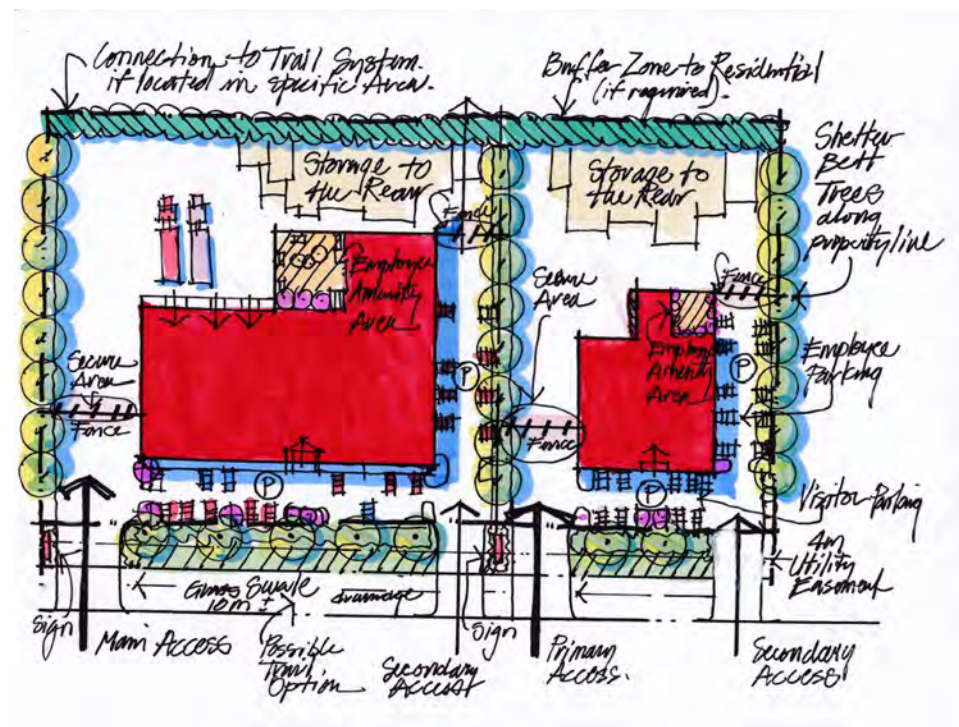 Connection to Trail System.
if located in specific Area.
Buffer Zone to Residential
(if required).
Storage to
the Rear
Storage to
the Rear
Shelter
Belt
Trees
along
property line
Fence
Employee
Amenity
Area
Secure
Area
Fence
Employee
Amenity
Area
Employee
Parking
P
P
Secure
Area
Fence
Fence
P
P
Visitor Parking
4m
Utility
Easement
Grass Swale
10m ±
drainage
Sign
Main Access
Possible
Trail
Option
Secondary
Access
Sign
Primary
Access.
Secondary
Access